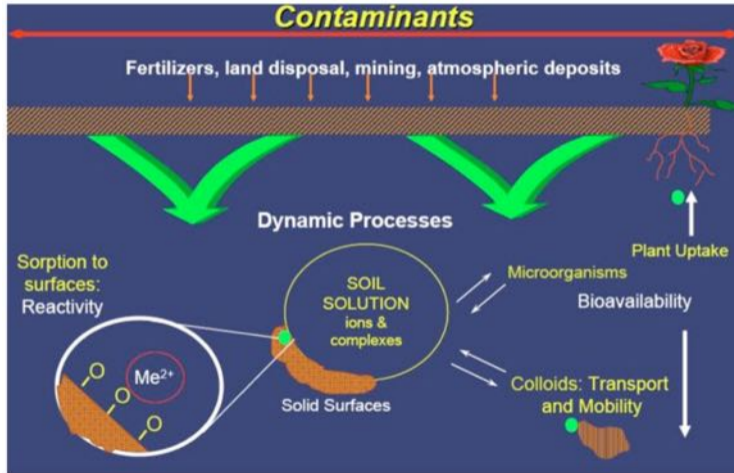 Contaminants
Fertilizers, land disposal, mining, atmospheric deposits
Dynamic Processes
Plant Uptake
Sorption to
surfaces:
Reactivity
SOIL
SOLUTION
ions &
complexes
Microorganisms
Bioavailability
Me²⁺
O
O
O
Solid Surfaces
Colloids: Transport
and Mobility